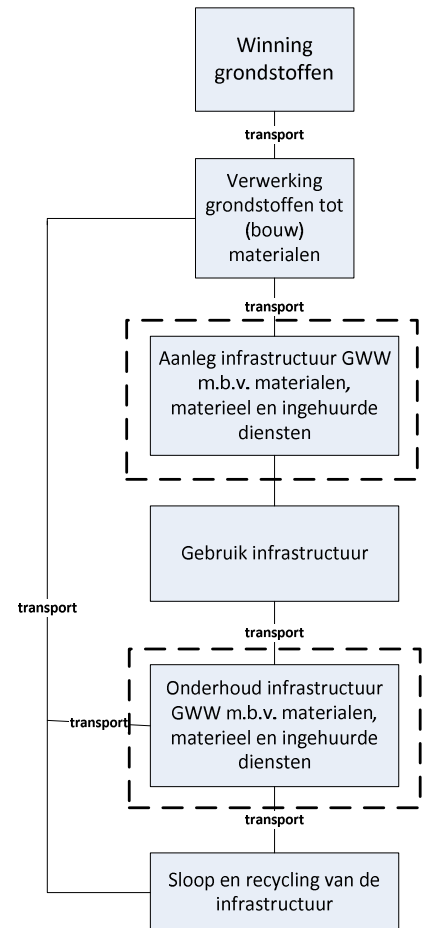 Winning
grondstoffen
transport
Verwerking
grondstoffen tot
(bouw)
materialen
transport
Aanleg infrastructuur GWW
m.b.v. materialen,
materieel en ingehuurde
diensten
Gebruik infrastructuur
transport
transport
Onderhoud infrastructuur
GWW m.b.v. materialen,
materieel en ingehuurde
diensten
transport
transport
Sloop en recycling van de
infrastructuur